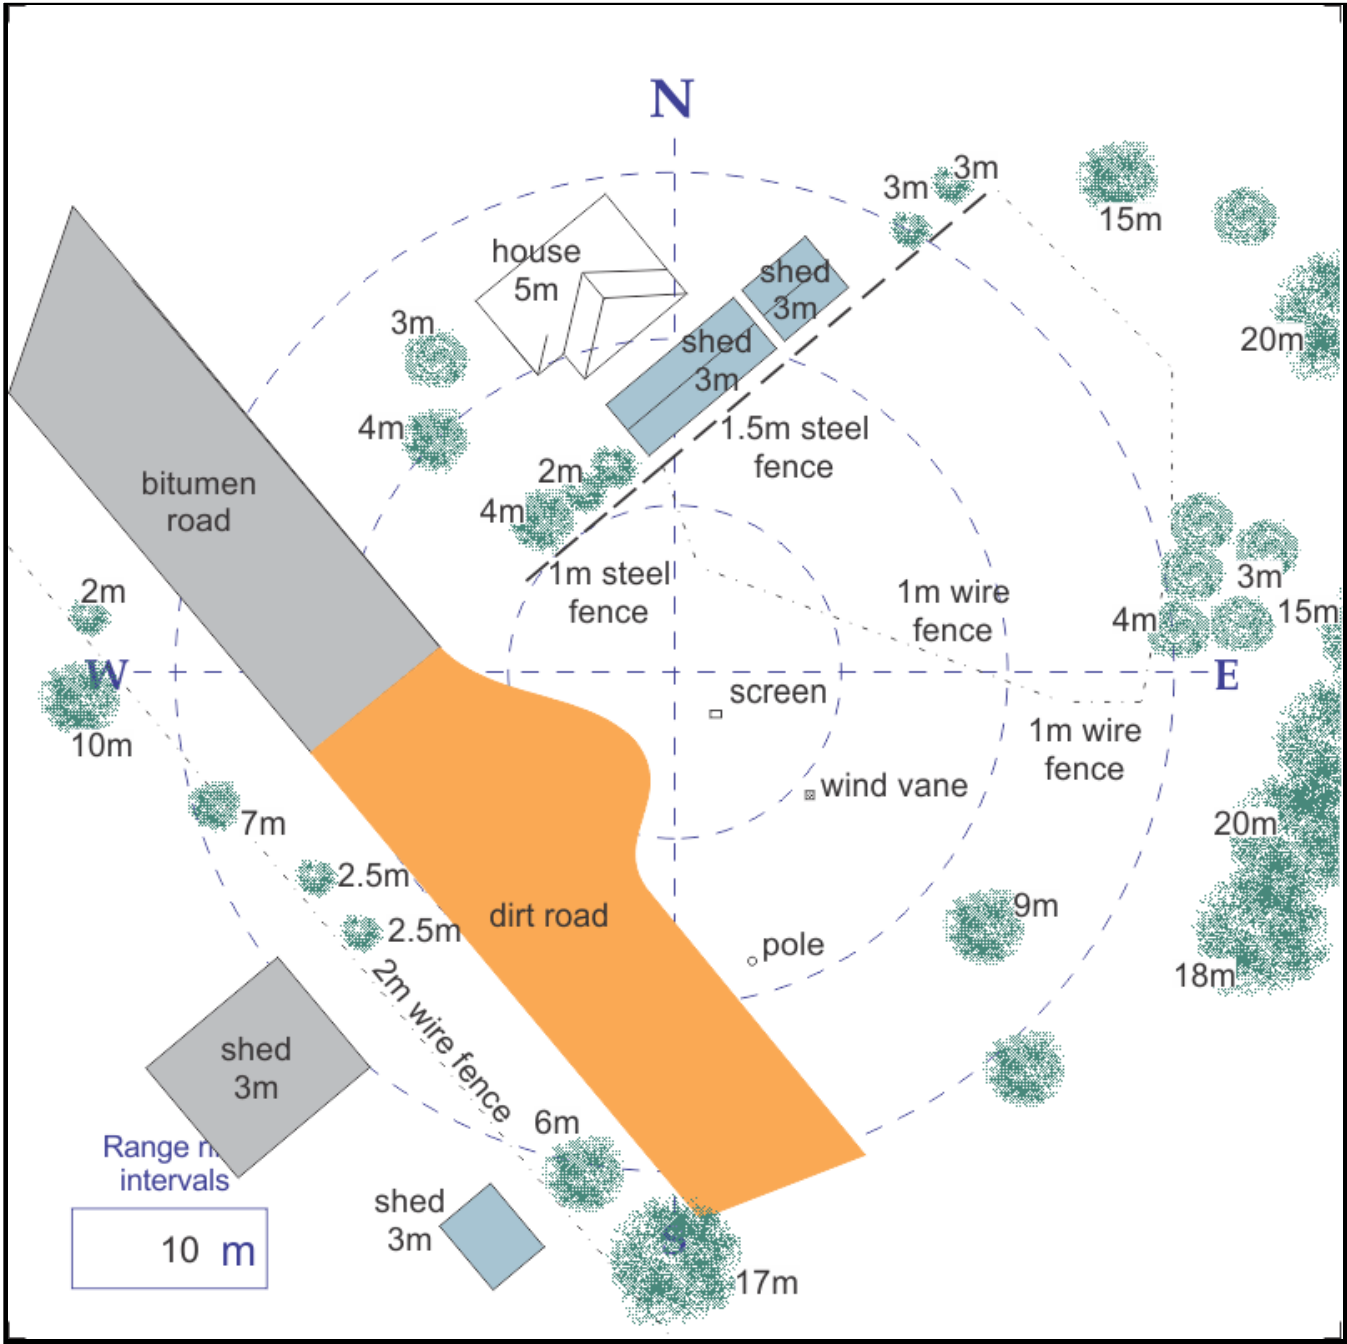 N
3m
3m
15m
house
5m
shed
3m
20m
3m
shed
3m
4m
1.5m steel
fence
2m
bitumen
road
4m
1m steel
fence
1m wire
fence
3m
2m
15m
4m
W
E
screen
10m
1m wire
fence
wind vane
7m
20m
2.5m
9m
dirt road
2.5m
pole
18m
2m wire fence
shed
3m
6m
Range
intervals
shed
3m
S
10 m
17m